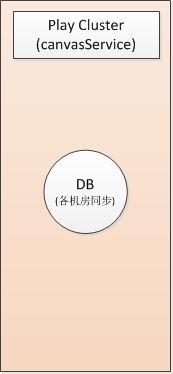 Play Cluster
(canvasService)
DB
(各机房同步)